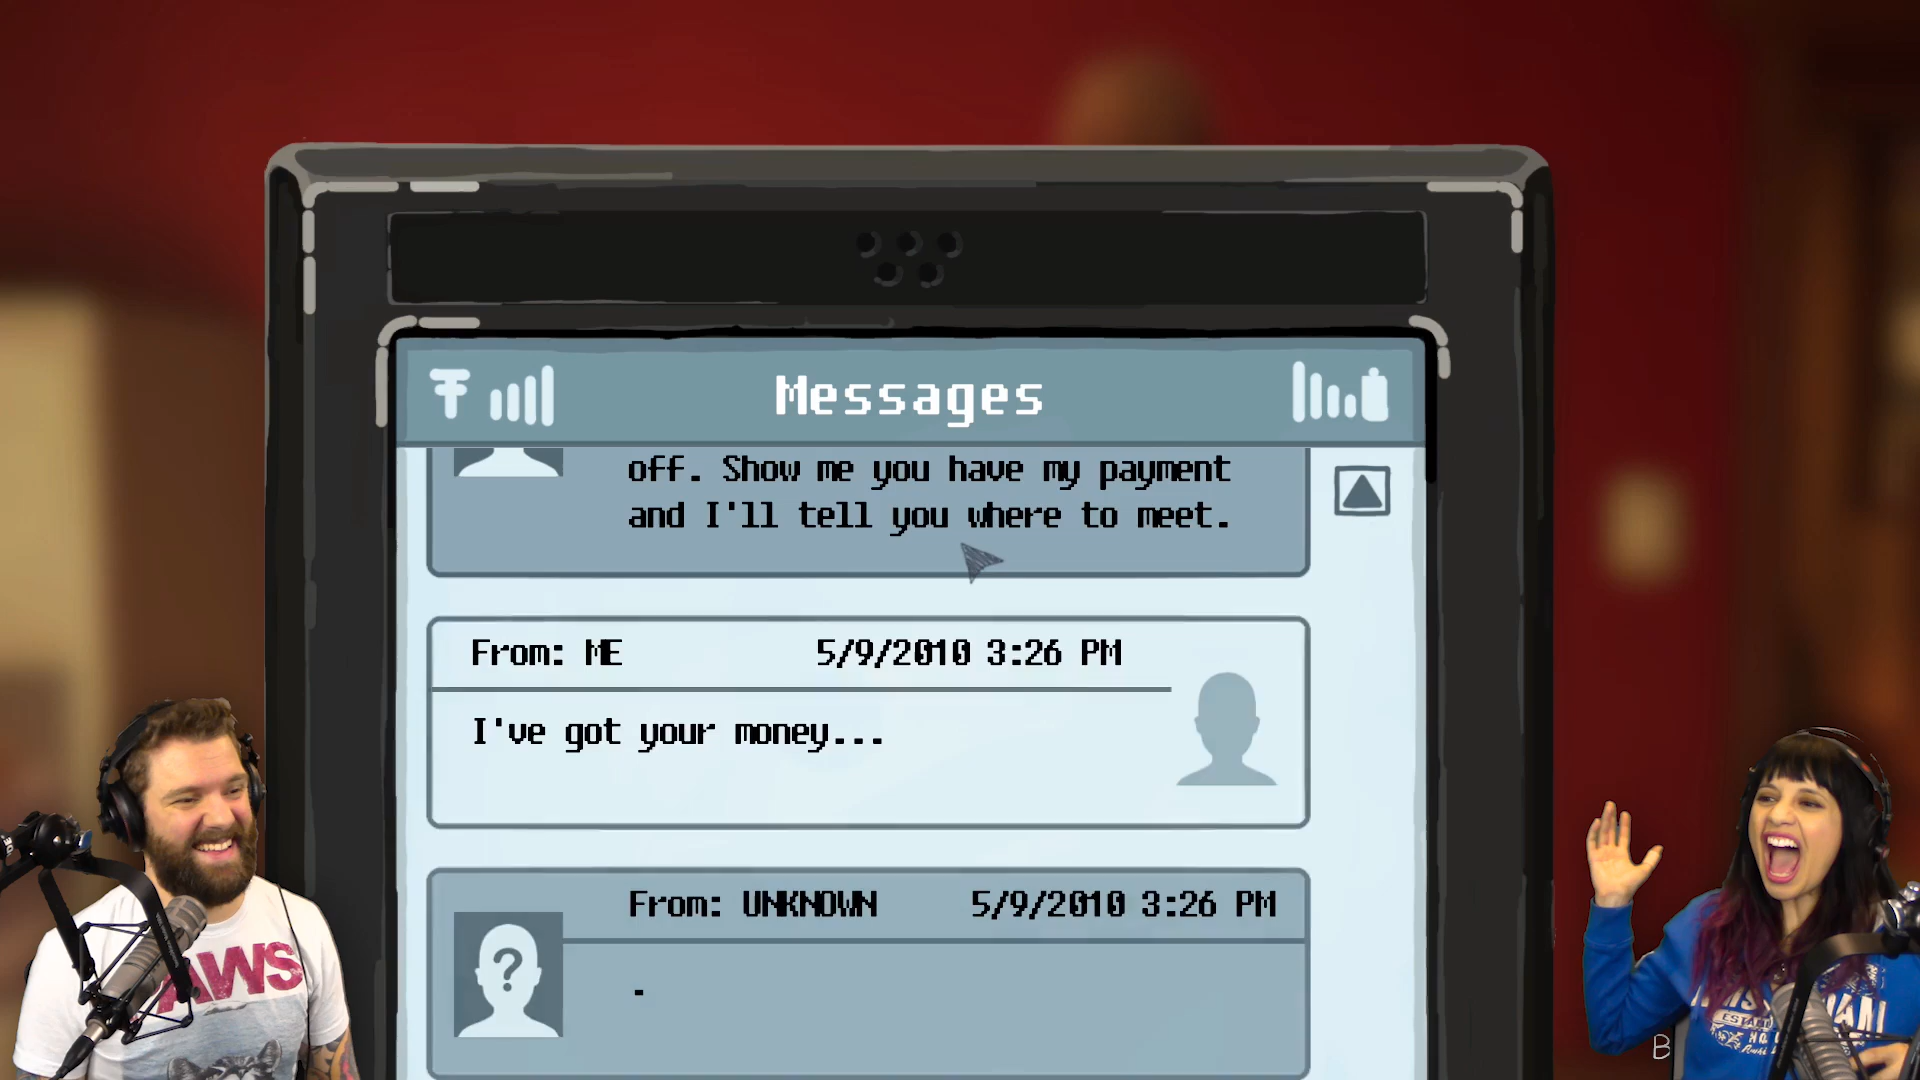 Messages
off. Show me you have my payment
and I'll tell you where to meet.
From: ME 5/9/2010 3:26 PM
I've got your money...
From: UNKNOWN 5/9/2010 3:26 PM
?
.
AWS
B